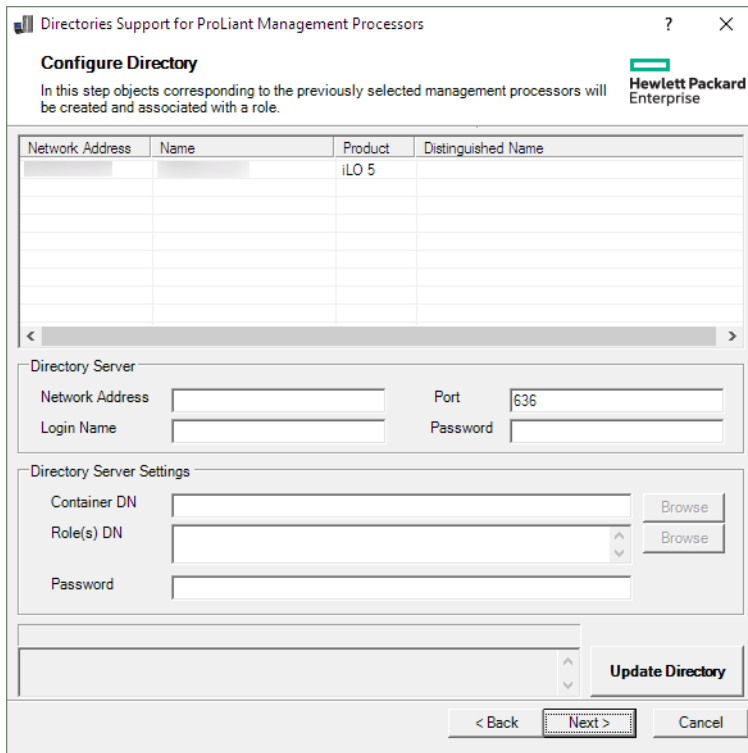 Directories Support for ProLiant Management Processors
Configure Directory
In this step objects corresponding to the previously selected management processors will
be created and associated with a role.
Hewlett Packard
Enterprise
Network Address Name Product Distinguished Name
iLO 5
Directory Server
Network Address Port 636
Login Name Password
Directory Server Settings
Container DN Browse
Role(s) DN Browse
Password
Update Directory
< Back Next > Cancel